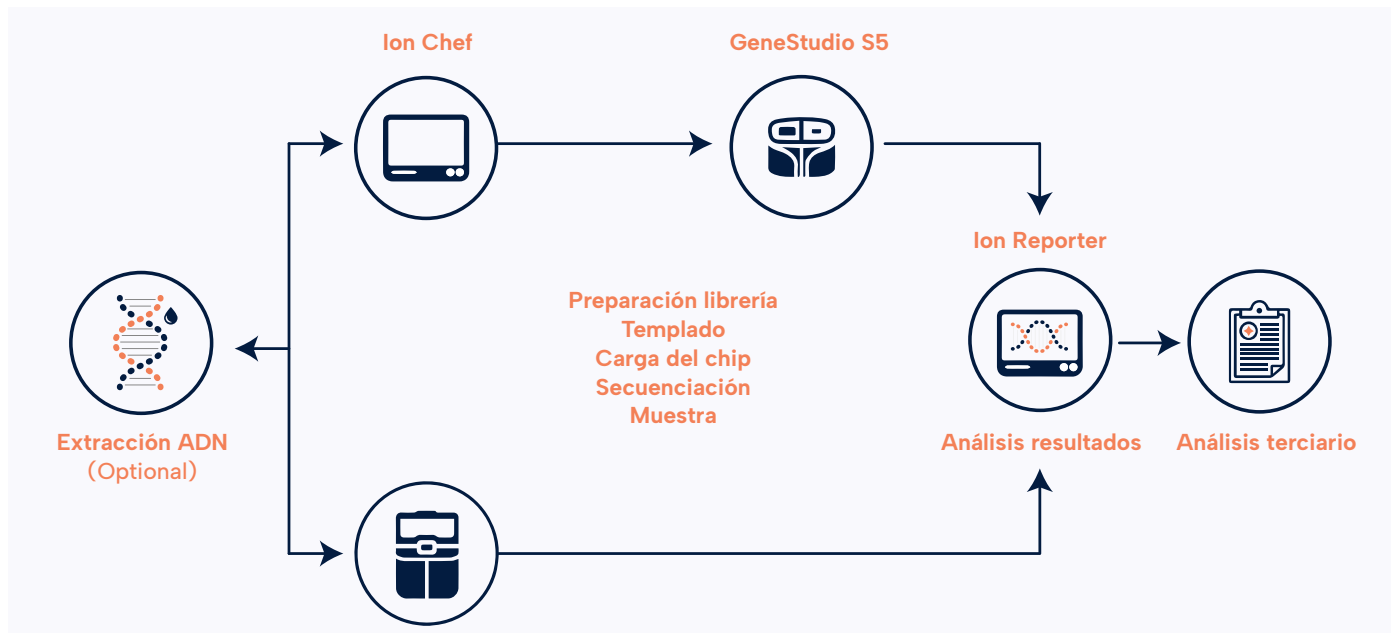 Ion Chef
GeneStudio S5
Ion Reporter
Preparación librería
Templado
Carga del chip
Secuenciación
Muestra
Extracción ADN
(Optional)
Análisis resultados
Análisis terciario